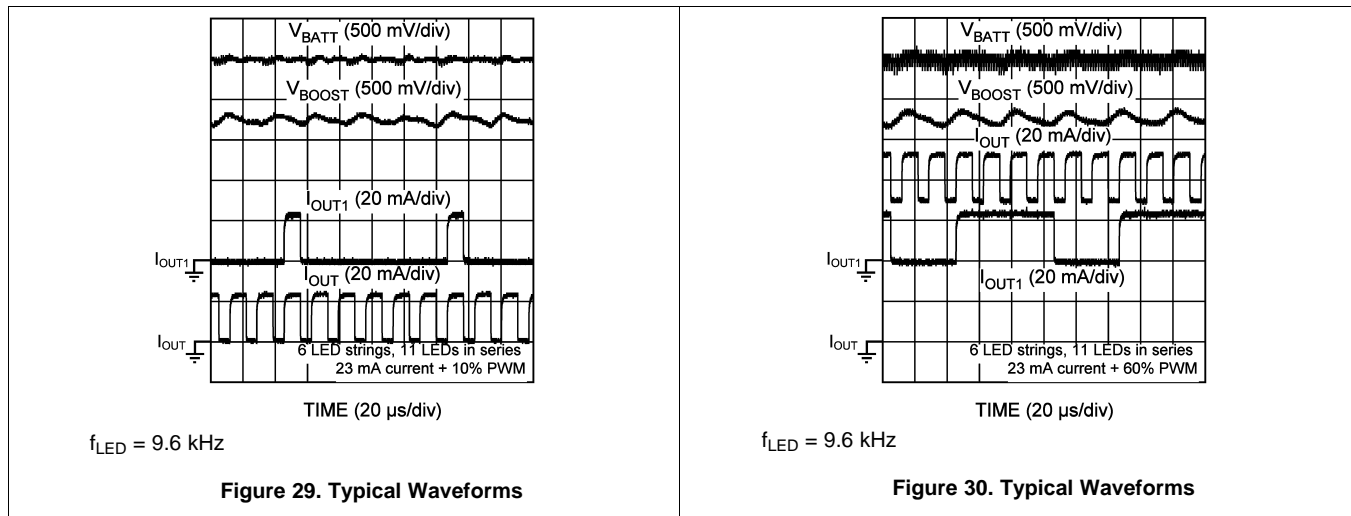 V_BATT (500 mV/div)
V_BOOST (500 mV/div)
I_OUT1 (20 mA/div)
I_OUT1
I_OUT (20 mA/div)
I_OUT
6 LED strings, 11 LEDs in series
23 mA current + 10% PWM
TIME (20 µs/div)
f_LED = 9.6 kHz
Figure 29. Typical Waveforms
V_BATT (500 mV/div)
V_BOOST (500 mV/div)
I_OUT (20 mA/div)
I_OUT1
I_OUT1 (20 mA/div)
I_OUT
6 LED strings, 11 LEDs in series
23 mA current + 60% PWM
TIME (20 µs/div)
f_LED = 9.6 kHz
Figure 30. Typical Waveforms